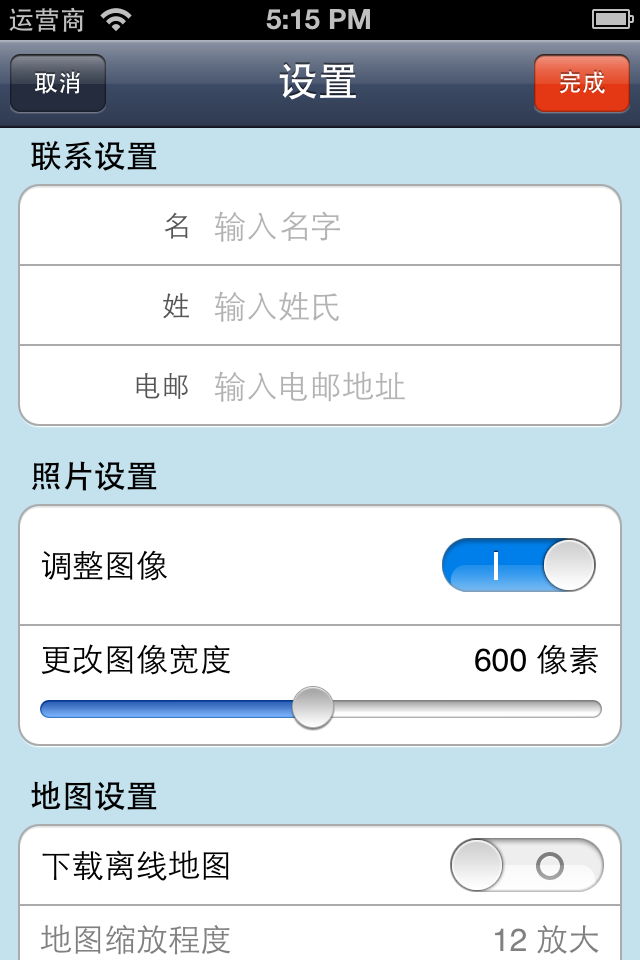 运营商 5:15 PM
取消 设置 完成
联系设置
名 输入名字
姓 输入姓氏
电邮 输入电邮地址
照片设置
调整图像
更改图像宽度 600 像素
地图设置
下载离线地图
地图缩放程度 12 放大